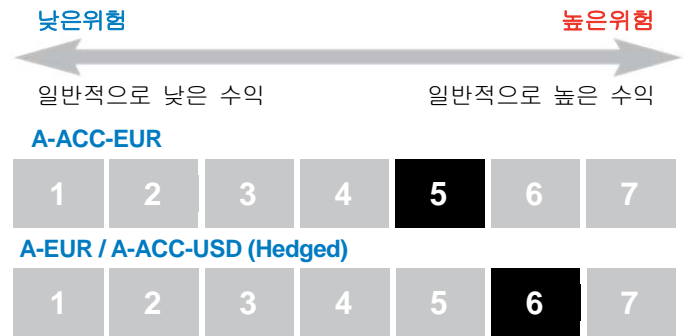 낮은위험 높은위험
일반적으로 낮은 수익 일반적으로 높은 수익
A-ACC-EUR
1 2 3 4 5 6 7
A-EUR / A-ACC-USD (Hedged)
1 2 3 4 5 6 7